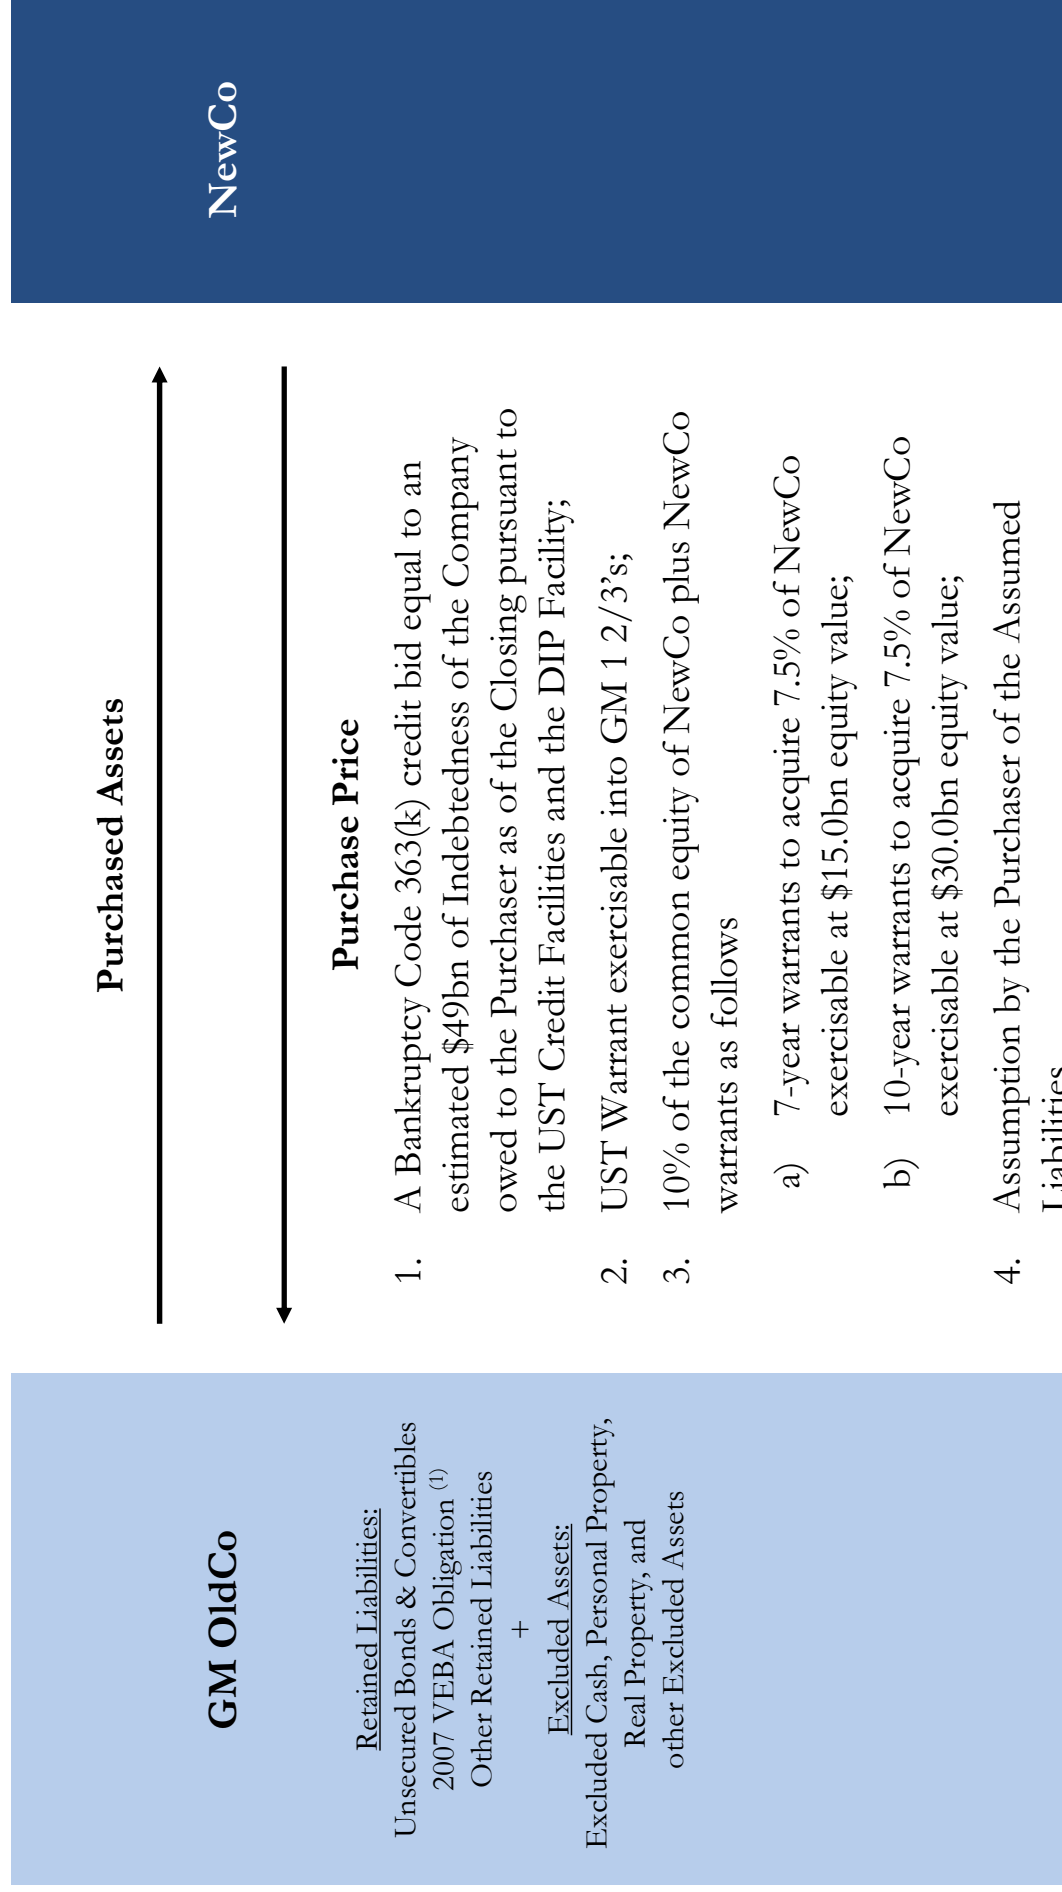 Purchased Assets
GM OldCo
NewCo
Retained Liabilities:
Unsecured Bonds & Convertibles
2007 VEBA Obligation (1)
Other Retained Liabilities
+
Excluded Assets:
Excluded Cash, Personal Property,
Real Property, and
other Excluded Assets
Purchase Price
1. A Bankruptcy Code 363(k) credit bid equal to an
estimated $49bn of Indebtedness of the Company
owed to the Purchaser as of the Closing pursuant to
the UST Credit Facilities and the DIP Facility;
2. UST Warrant exercisable into GM 1 2/3's;
3. 10% of the common equity of NewCo plus NewCo
warrants as follows
a) 7-year warrants to acquire 7.5% of NewCo
exercisable at $15.0bn equity value;
b) 10-year warrants to acquire 7.5% of NewCo
exercisable at $30.0bn equity value;
4. Assumption by the Purchaser of the Assumed
Liabilities